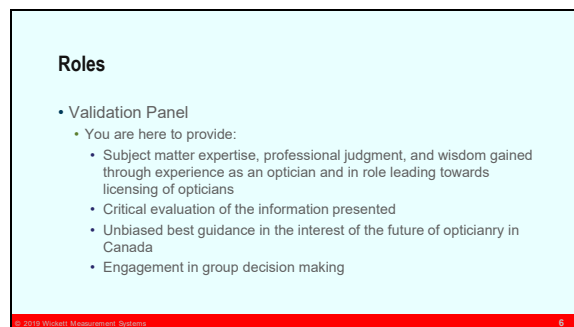 Roles
• Validation Panel
• You are here to provide:
• Subject matter expertise, professional judgment, and wisdom gained
through experience as an optician and in role leading towards
licensing of opticians
• Critical evaluation of the information presented
• Unbiased best guidance in the interest of the future of opticianry in
Canada
• Engagement in group decision making
© 2019 Wickett Measurement Systems
6